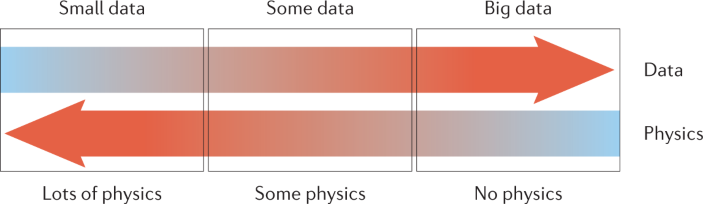 Small data
Some data
Big data
Data
Physics
Lots of physics
Some physics
No physics